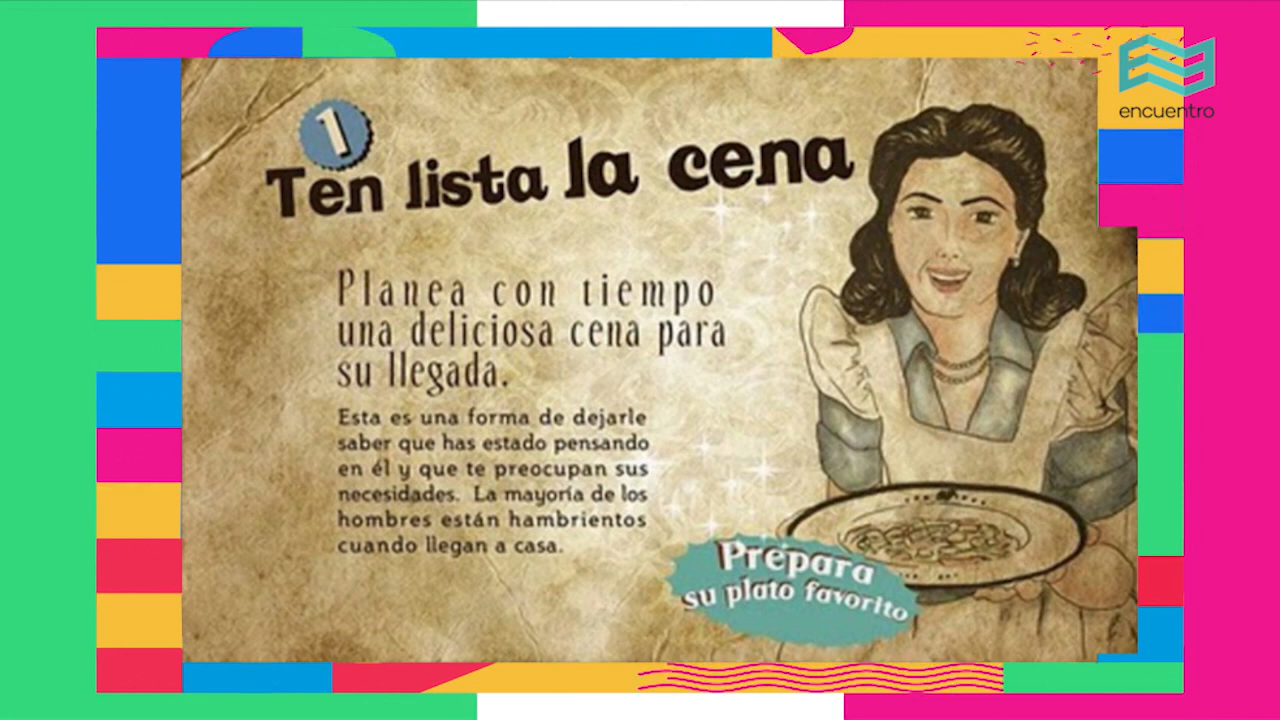 encuentro
1
Ten lista la cena
Planea con tiempo
una deliciosa cena para
su llegada.
Esta es una forma de dejarle
saber que has estado pensando
en él y que te preocupan sus
necesidades. La mayoría de los
hombres están hambrientos
cuando llegan a casa.
Prepara
su plato favorito